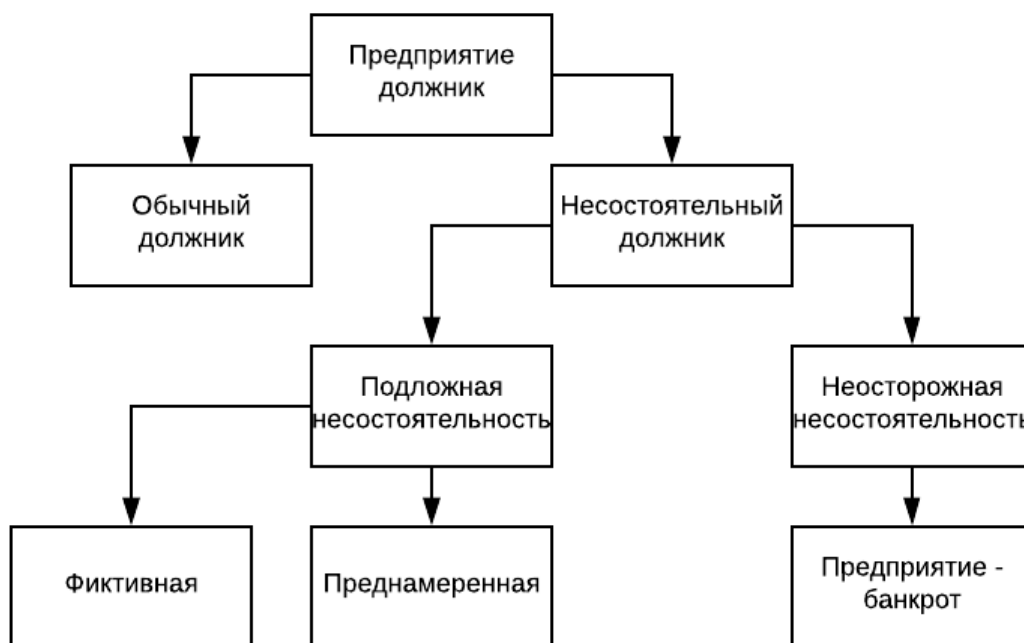 Предприятие
должник
Обычный
должник
Несостоятельный
должник
Подложная
несостоятельность
Неосторожная
несостоятельность
Фиктивная
Преднамеренная
Предприятие -
банкрот